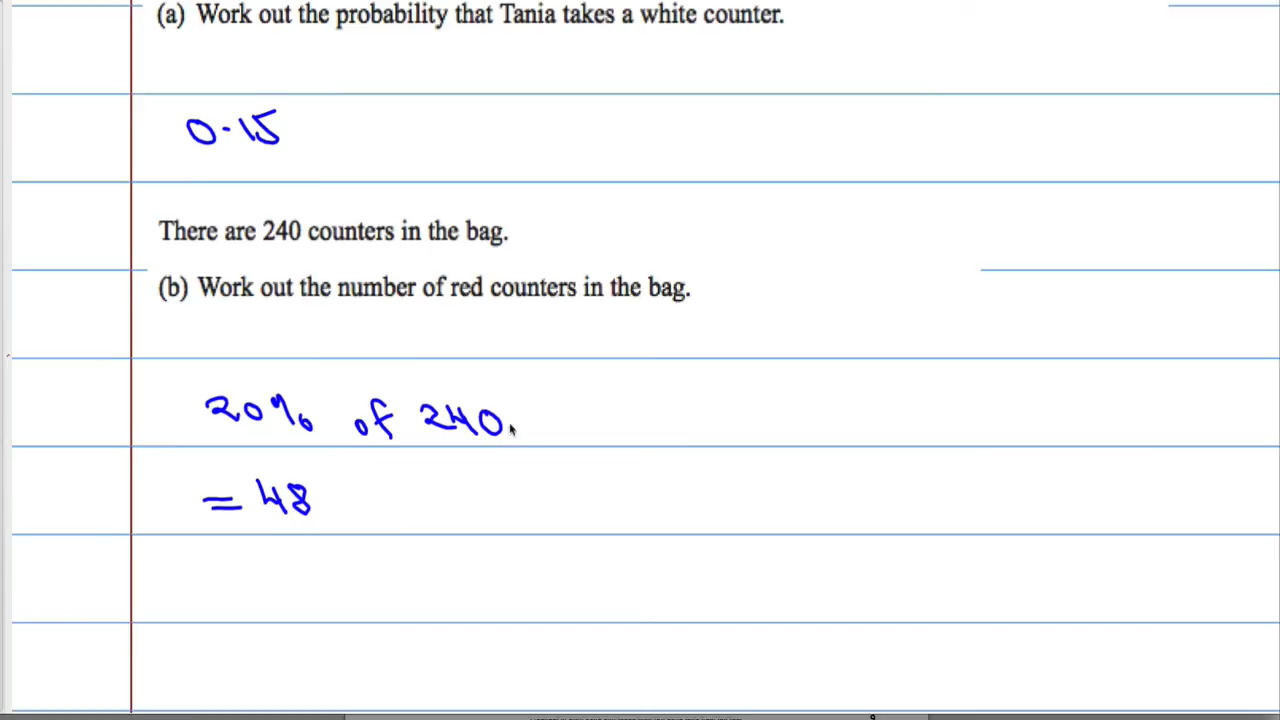 (a) Work out the probability that Tania takes a white counter.
0.15
There are 240 counters in the bag.
(b) Work out the number of red counters in the bag.
20% of 240
= 48